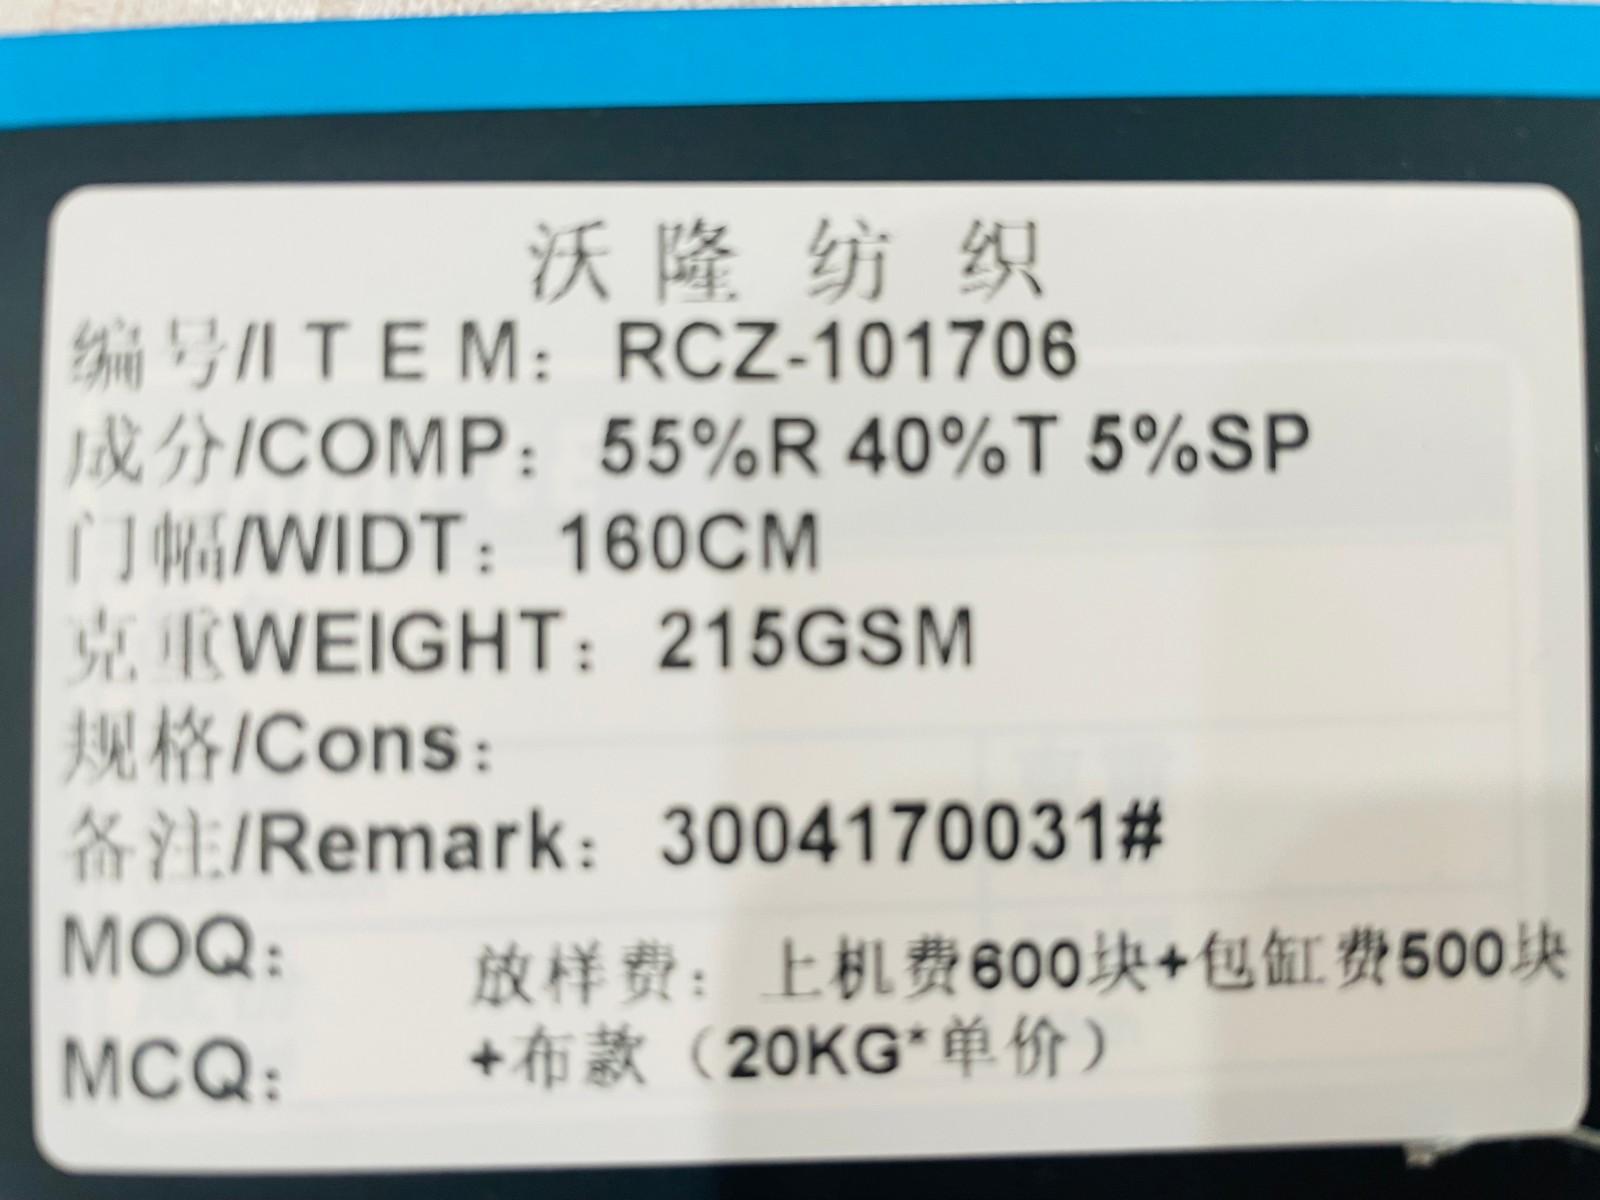 沃隆纺织
编号/ITEM：RCZ-101706
成分/COMP：55%R 40%T 5%SP
门幅/WIDT：160CM
克重WEIGHT：215GSM
规格/Cons：
备注/Remark：3004170031#
MOQ：
放样费：上机费600块+包缸费500块
+布款（20KG*单价）
MCQ：